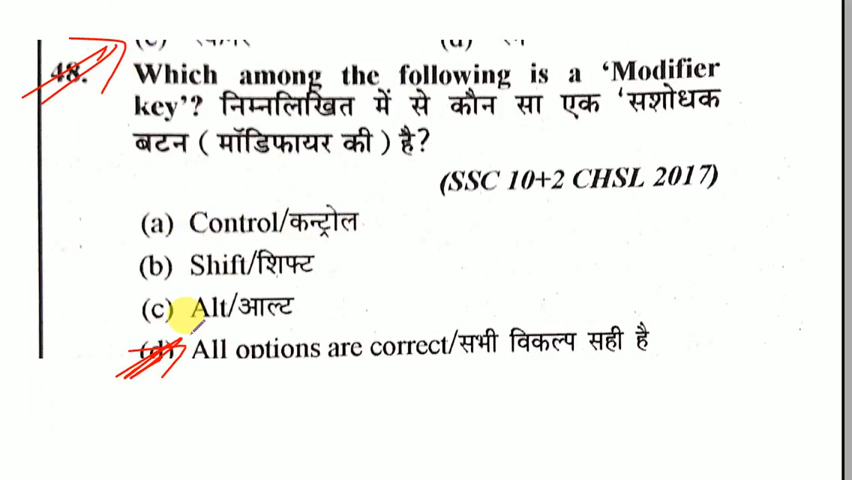 48. Which among the following is a ‘Modifier
key’? निम्नलिखित में से कौन सा एक ‘सशोधक
बटन ( मॉडिफायर की ) है?
(SSC 10+2 CHSL 2017)
(a) Control/कन्ट्रोल
(b) Shift/शिफ्ट
(c) Alt/आल्ट
(d) All options are correct/सभी विकल्प सही है